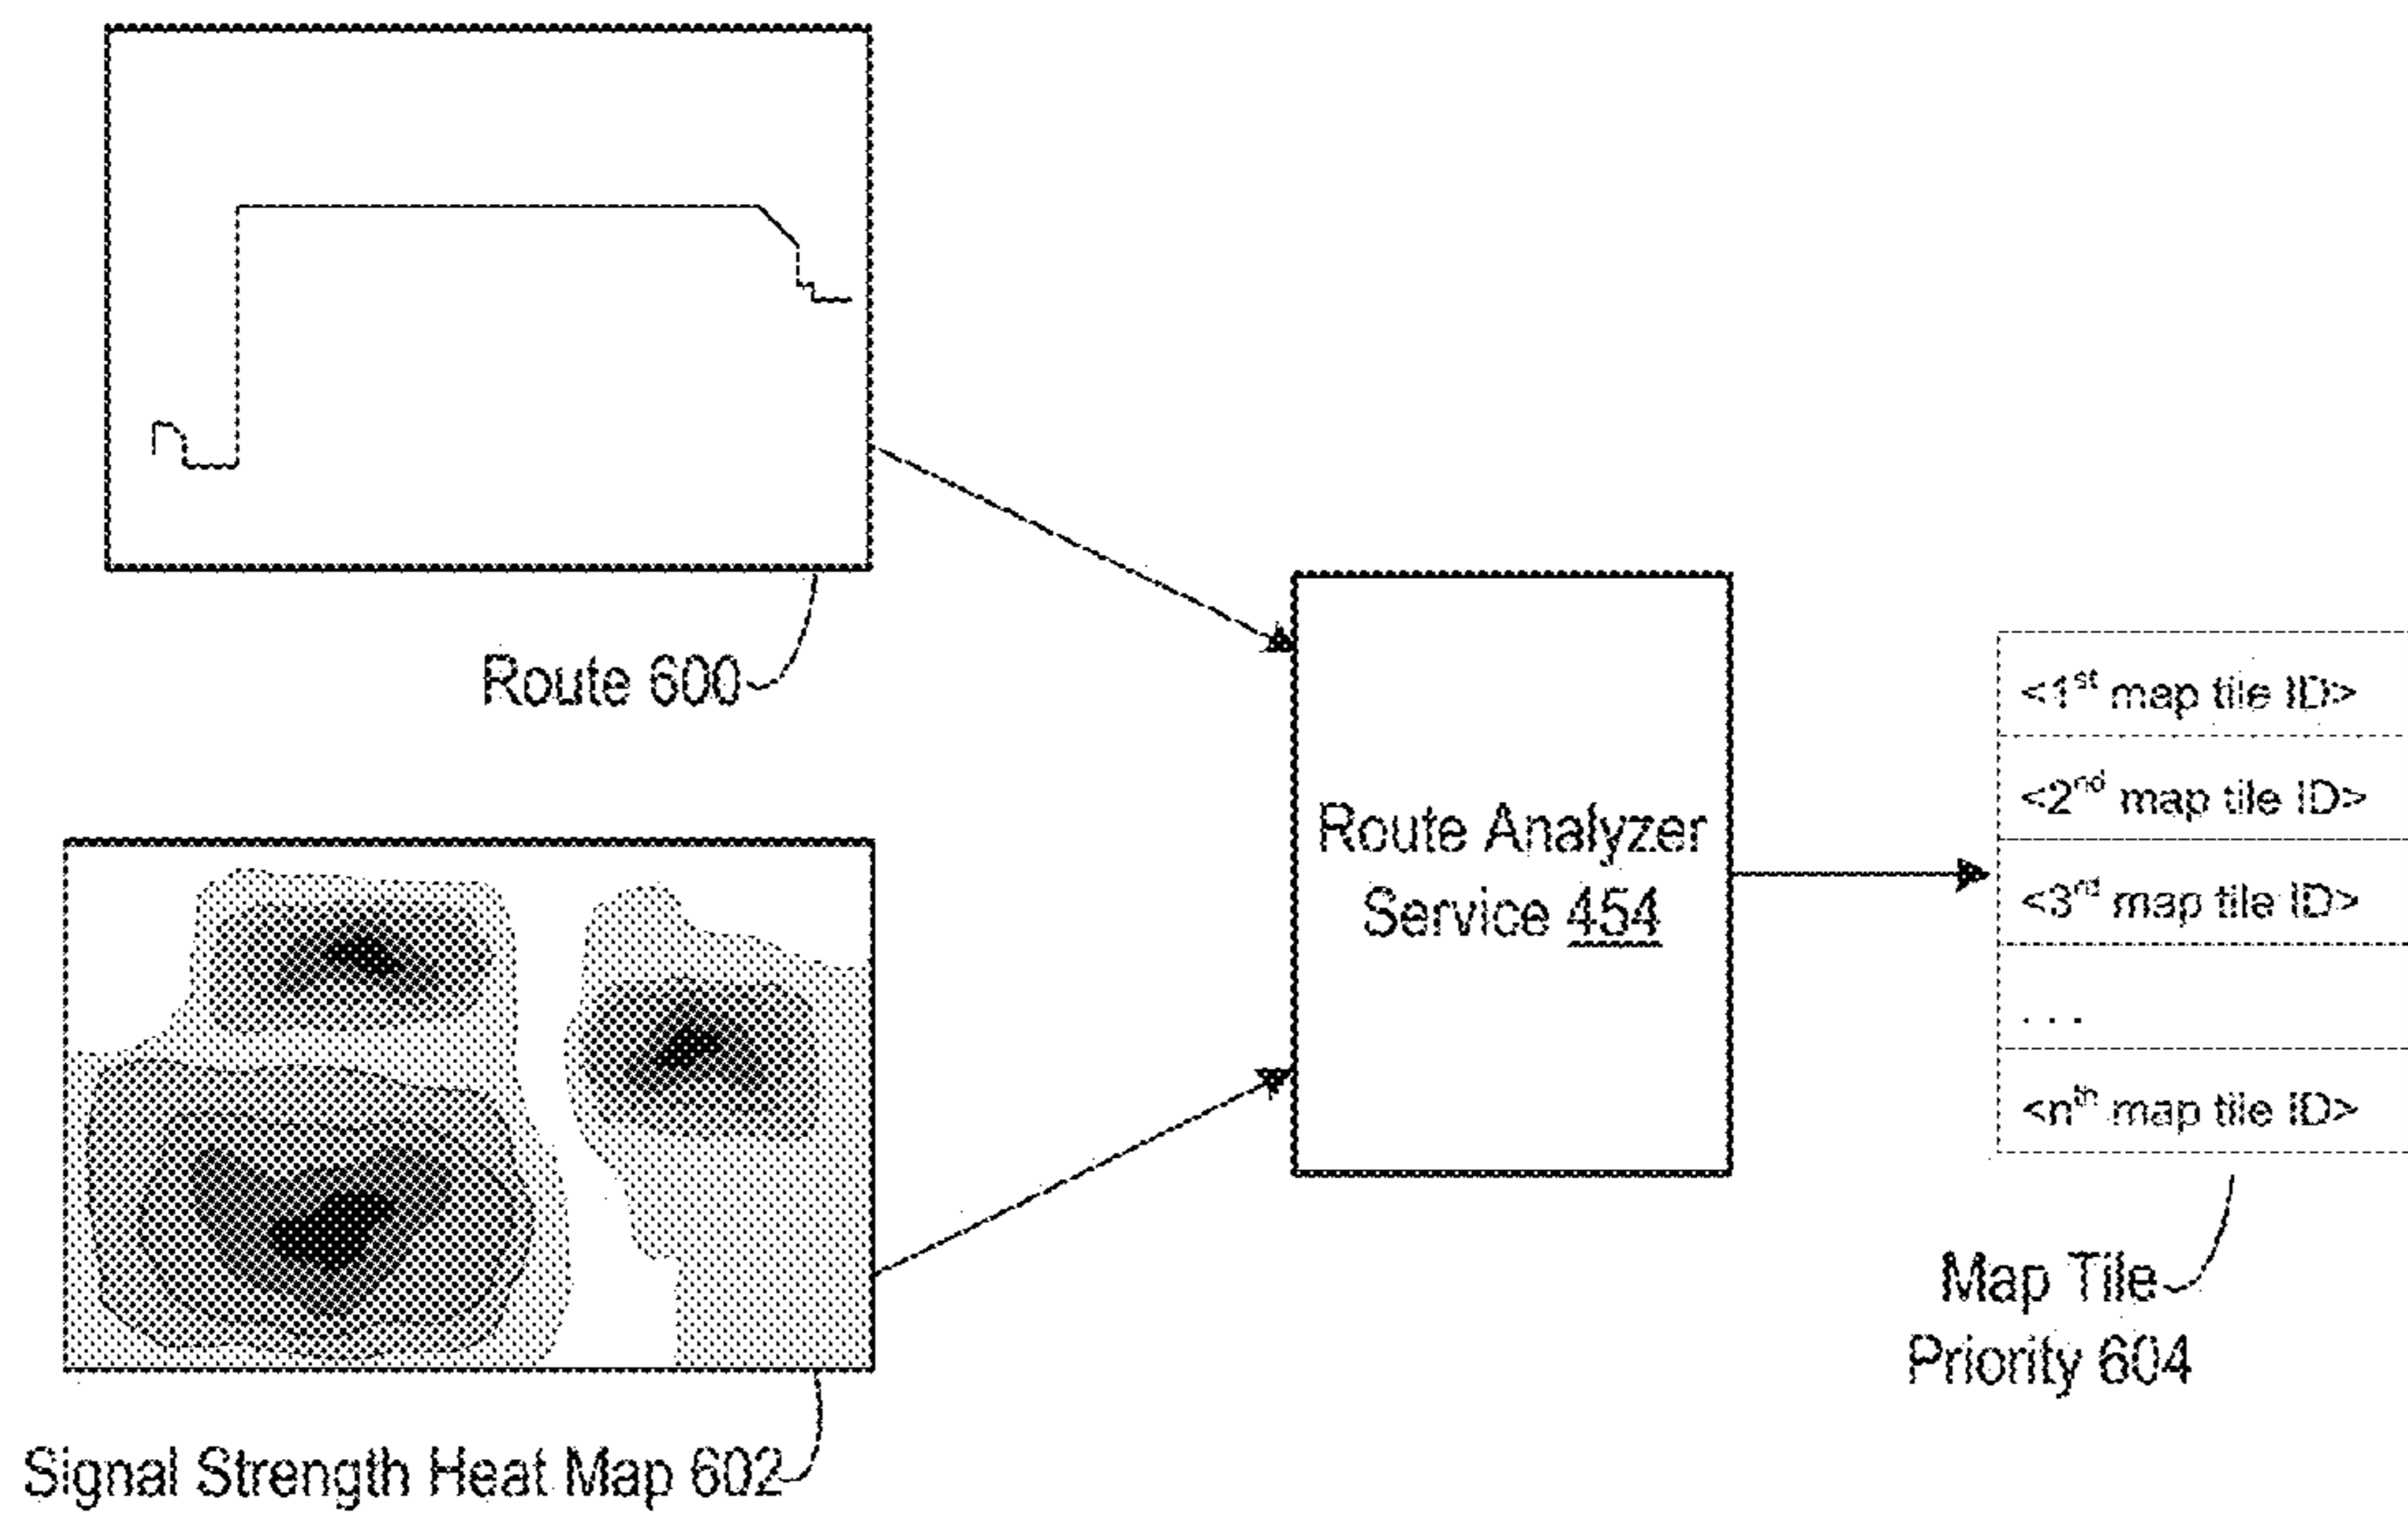 Route 600
Signal Strength Heat Map 602
Route Analyzer
Service 454
<1st map tile ID>
<2nd map tile ID>
<3rd map tile ID>
. . .
<nth map tile ID>
Map Tile
Priority 604